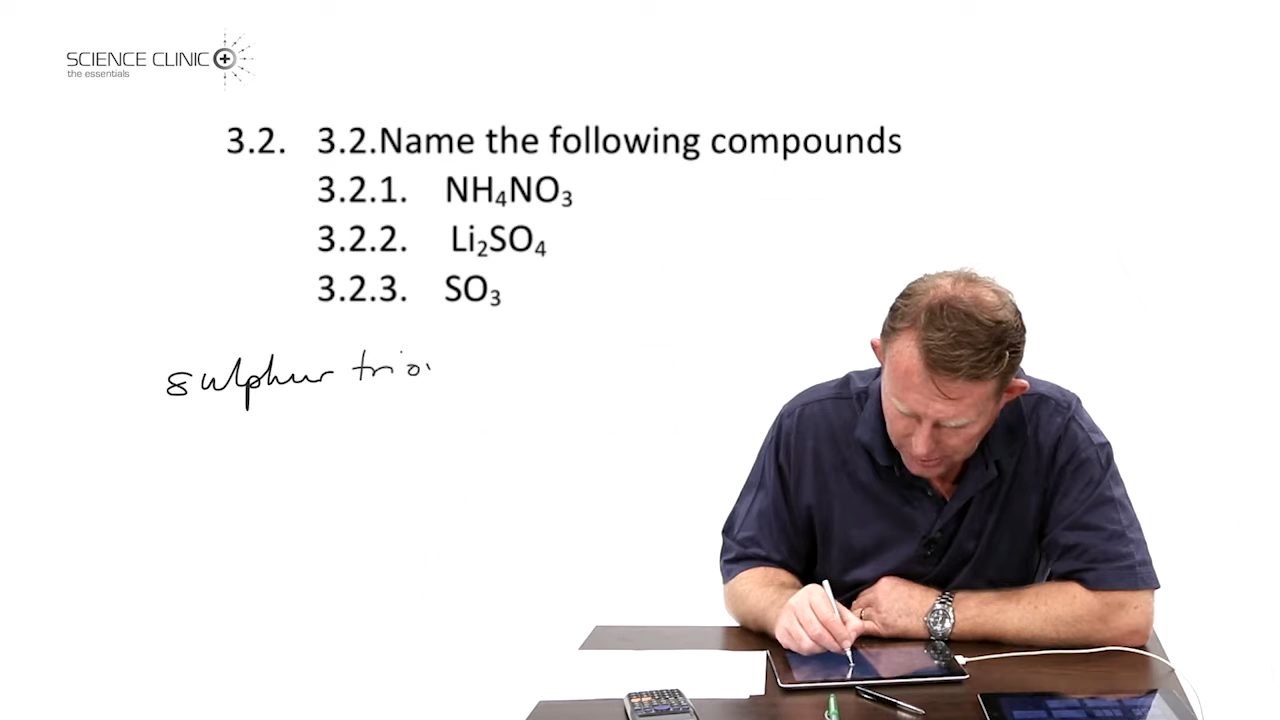 SCIENCE CLINIC
the essentials
3.2. 3.2.Name the following compounds
3.2.1. NH₄NO₃
3.2.2. Li₂SO₄
3.2.3. SO₃
sulphur trio